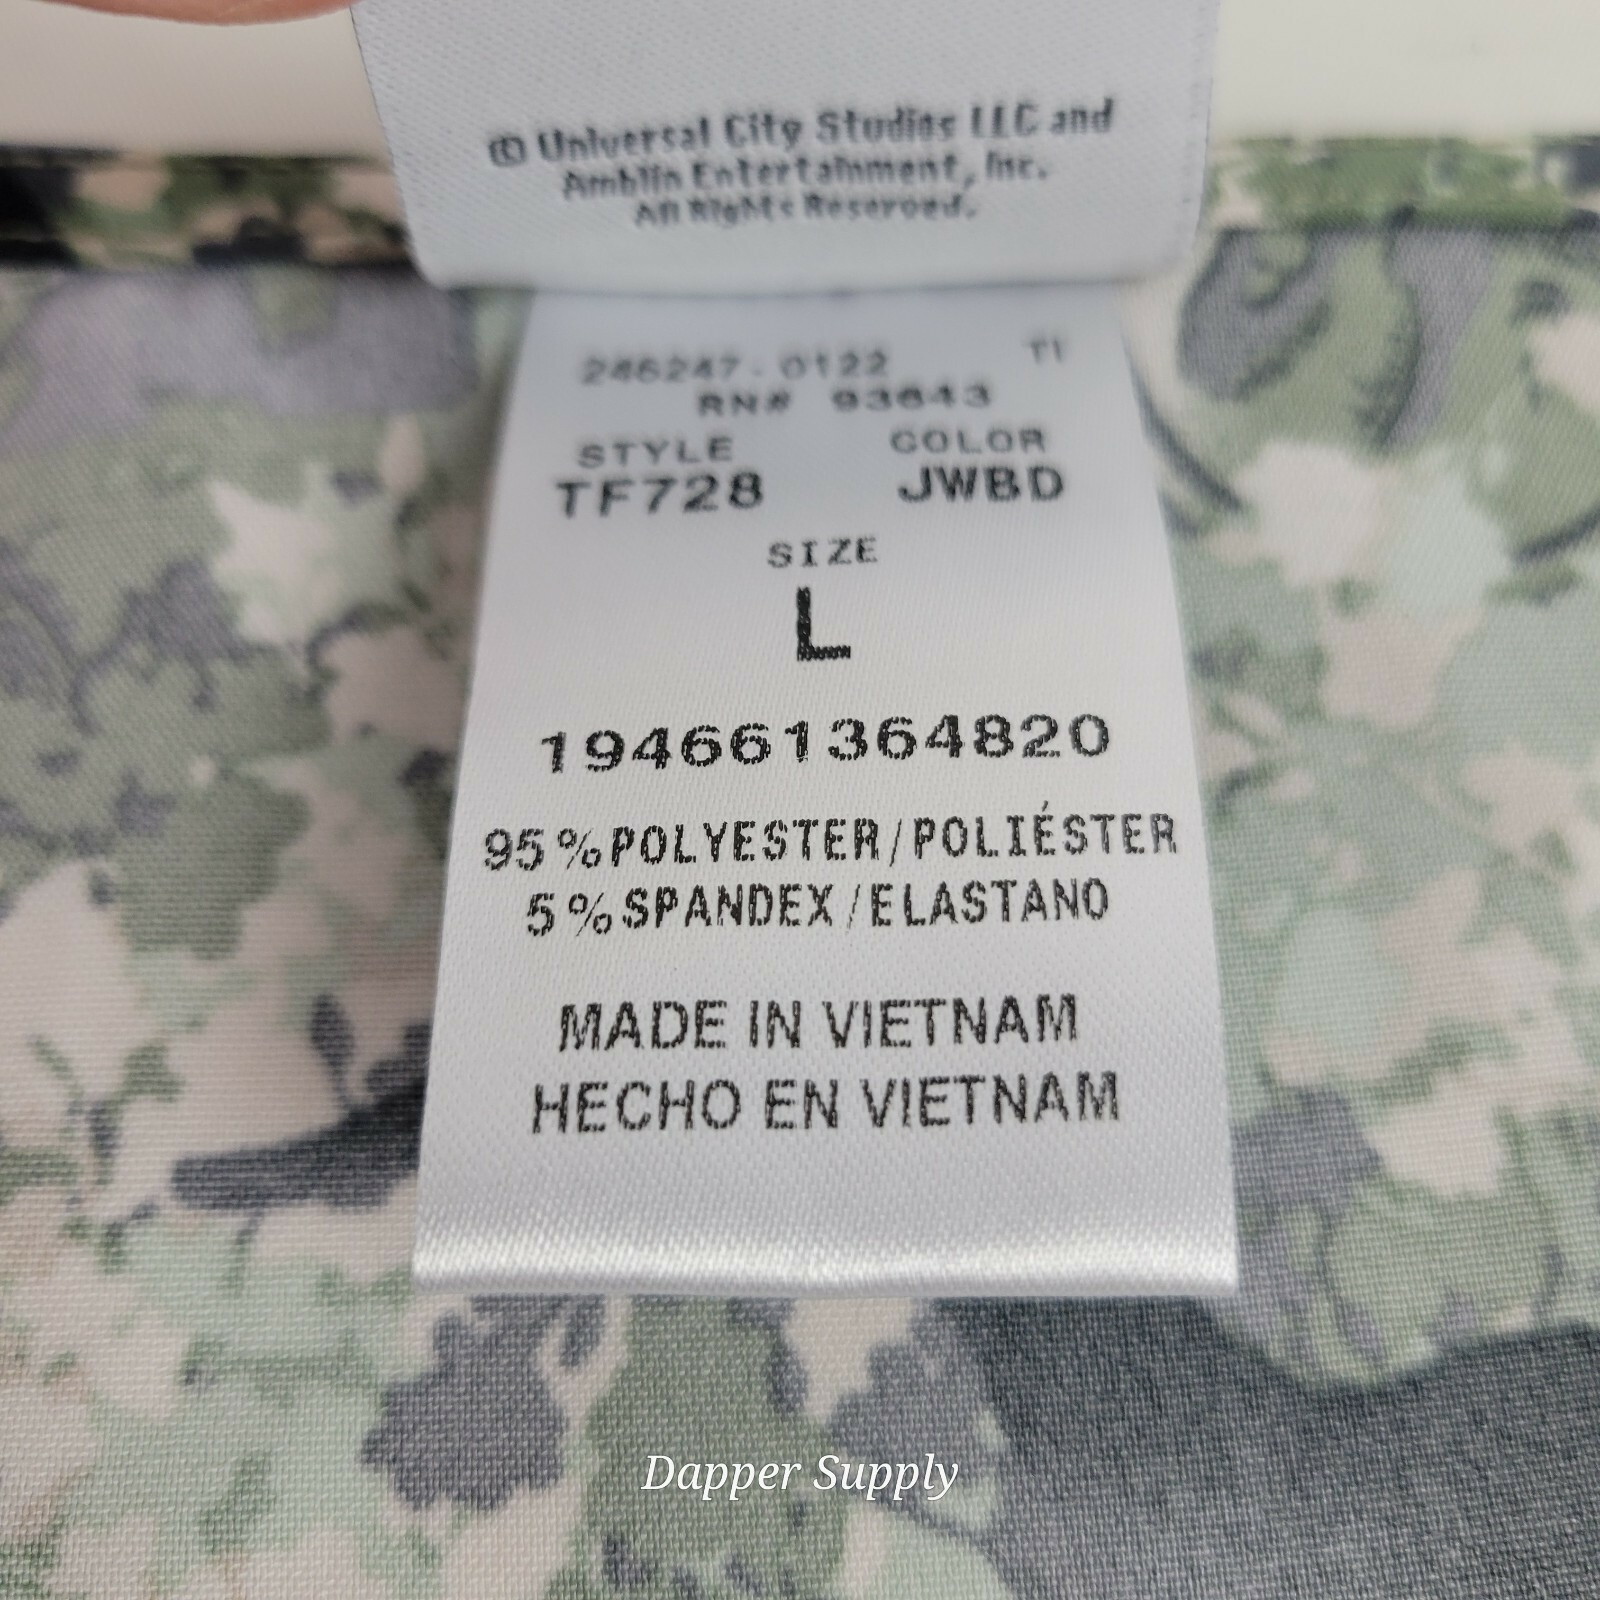 © Universal City Studios LLC and
Amblin Entertainment, Inc.
All Rights Reserved.
246247-0122 TI
RN# 93643
STYLE COLOR
TF728 JWBD
SIZE
L
194661364820
95%POLYESTER/POLIÉSTER
5%SPANDEX/ELASTANO
MADE IN VIETNAM
HECHO EN VIETNAM
Dapper Supply